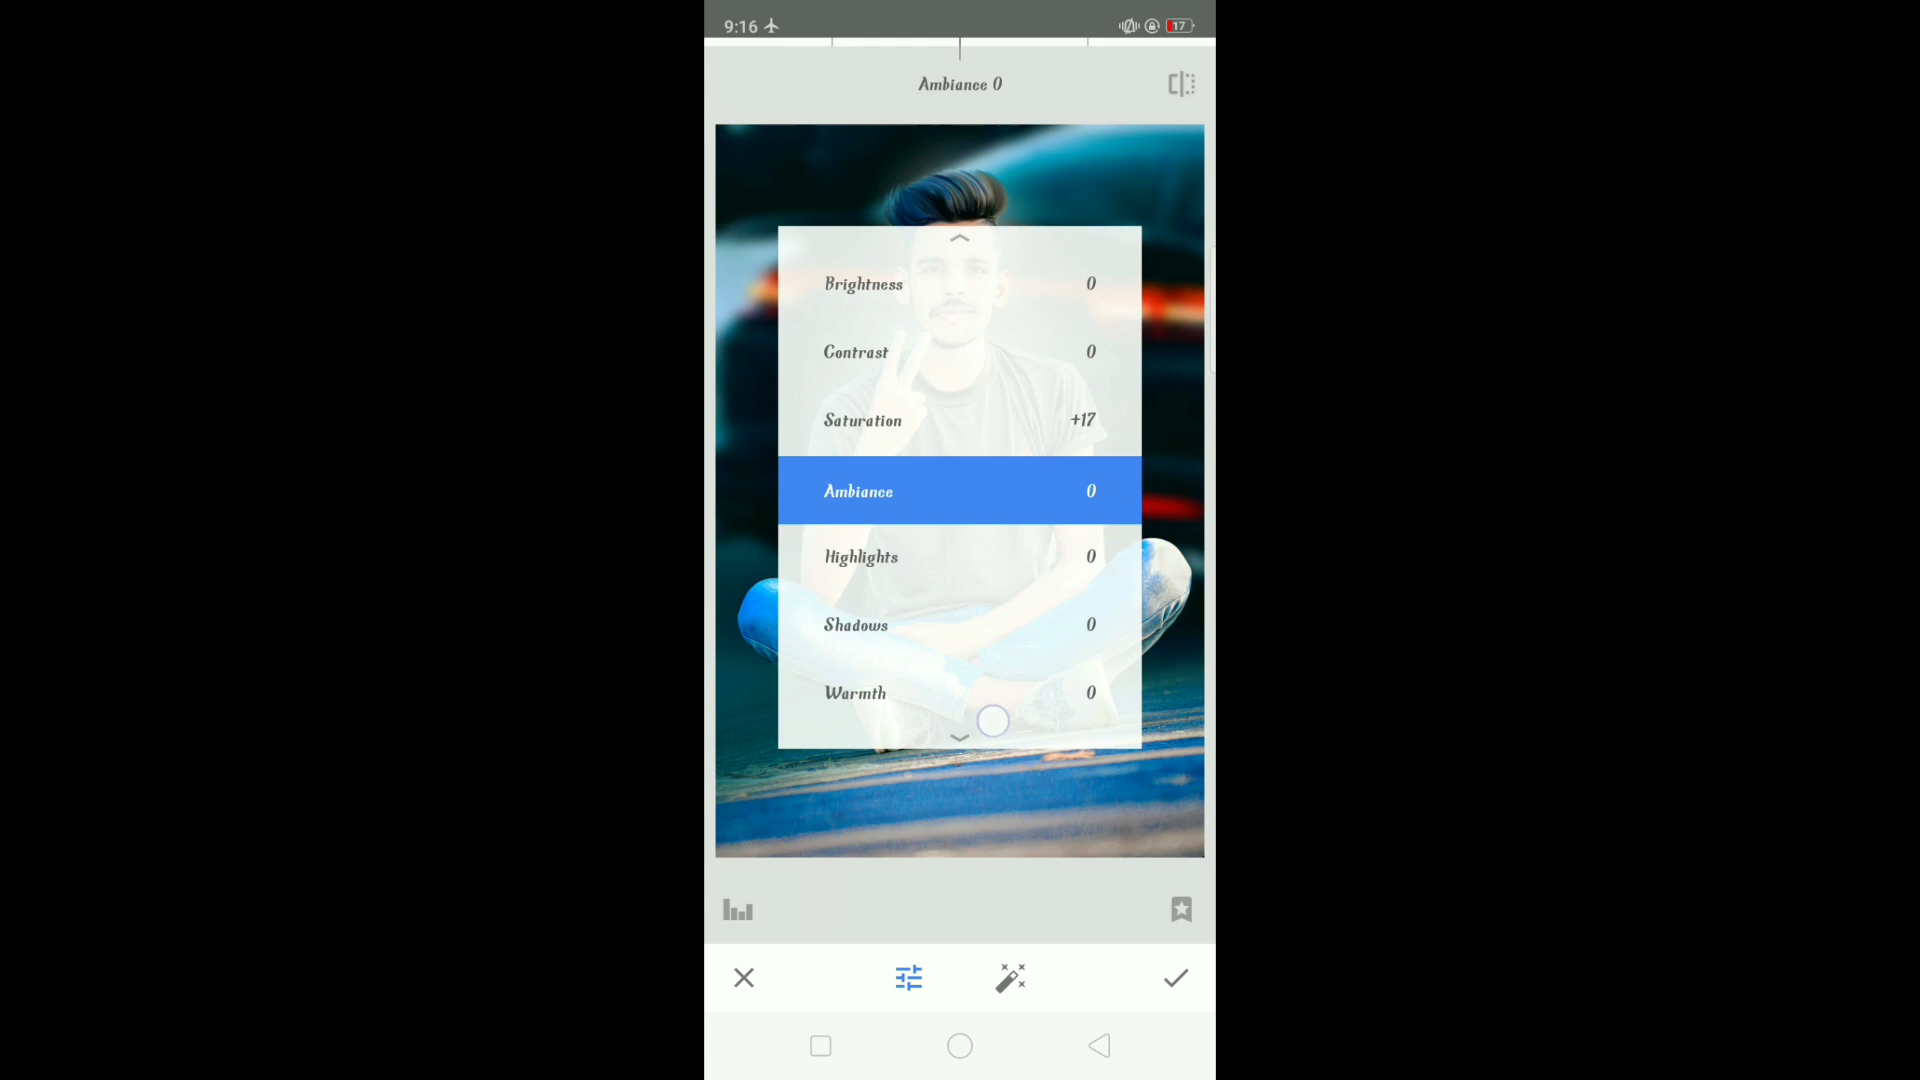 9:16
17
Ambiance 0
Brightness 0
Contrast 0
Saturation +17
Ambiance 0
Highlights 0
Shadows 0
Warmth 0